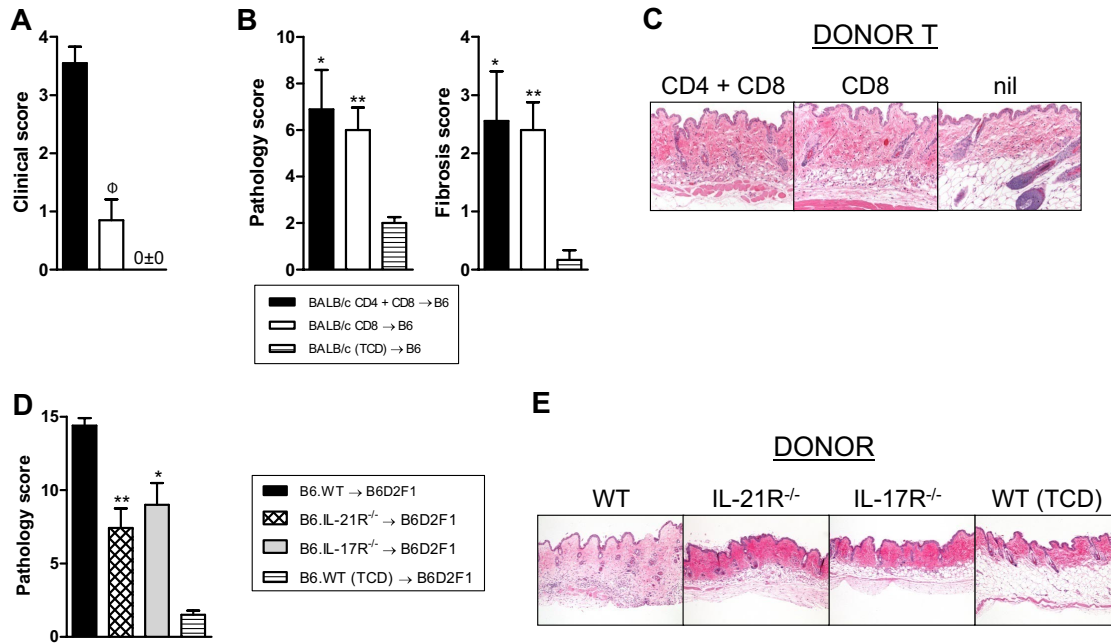 A
Clinical score
4
3
2
1
0
Φ
0±0
B
Pathology score
10
8
6
4
2
0
*
**
Fibrosis score
4
3
2
1
0
*
**
BALB/c CD4 + CD8 → B6
BALB/c CD8 → B6
BALB/c (TCD) → B6
C
DONOR T
CD4 + CD8 CD8 nil
D
Pathology score
15
10
5
0
**
*
B6.WT → B6D2F1
B6.IL-21R-/- → B6D2F1
B6.IL-17R-/- → B6D2F1
B6.WT (TCD) → B6D2F1
E
DONOR
WT IL-21R-/- IL-17R-/- WT (TCD)